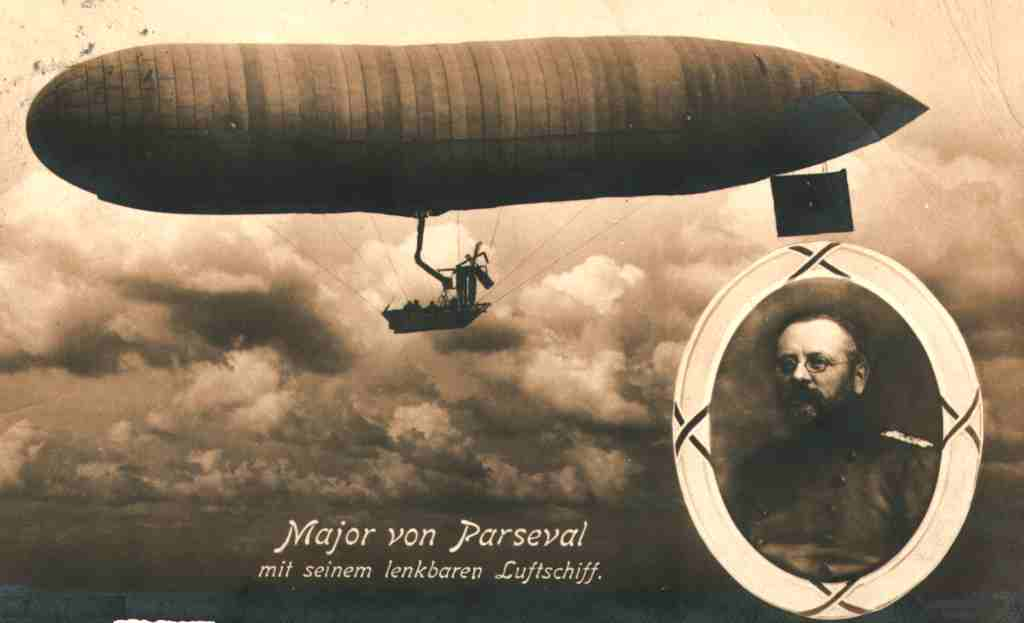 Major von Parseval
mit seinem lenkbaren Luftschiff.